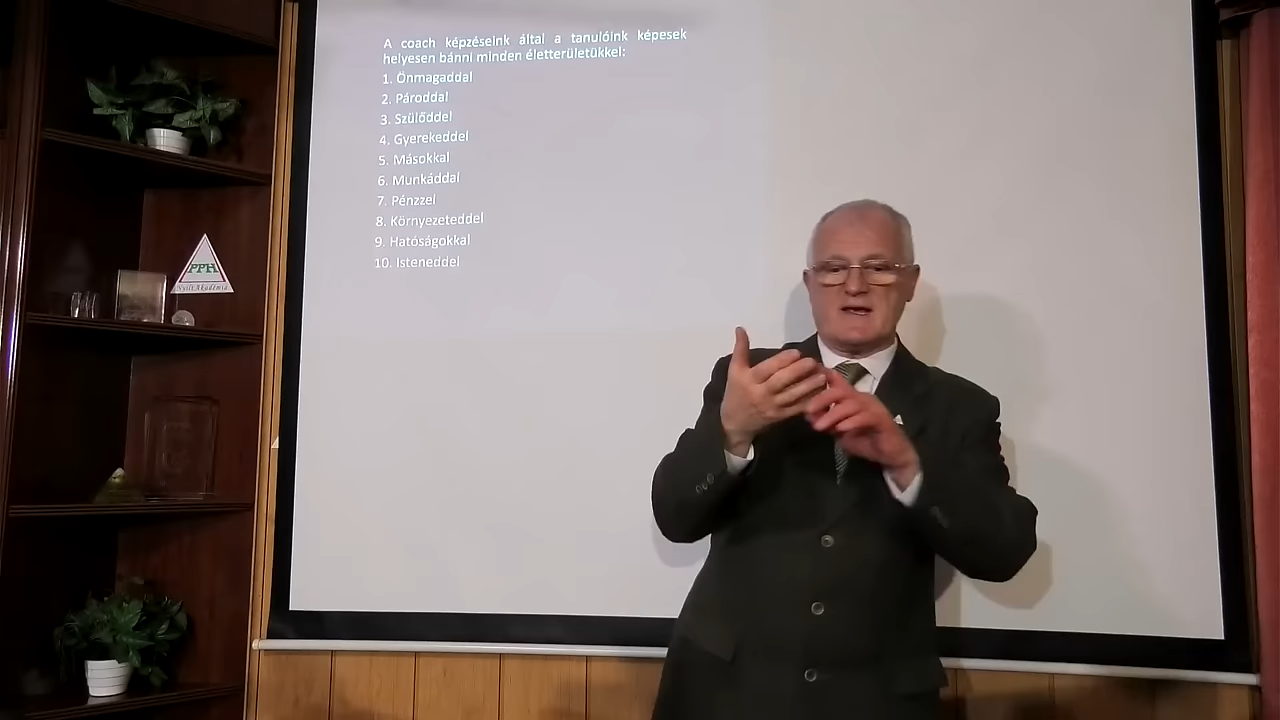 A coach képzéseink által a tanulóink képesek
helyesen bánni minden életterületükkel:
1. Önmagaddal
2. Pároddal
3. Szülőddel
4. Gyerekeddel
5. Másokkal
6. Munkáddal
7. Pénzzel
8. Környezeteddel
9. Hatóságokkal
10. Isteneddel
PPH
Nyílt Akadémia